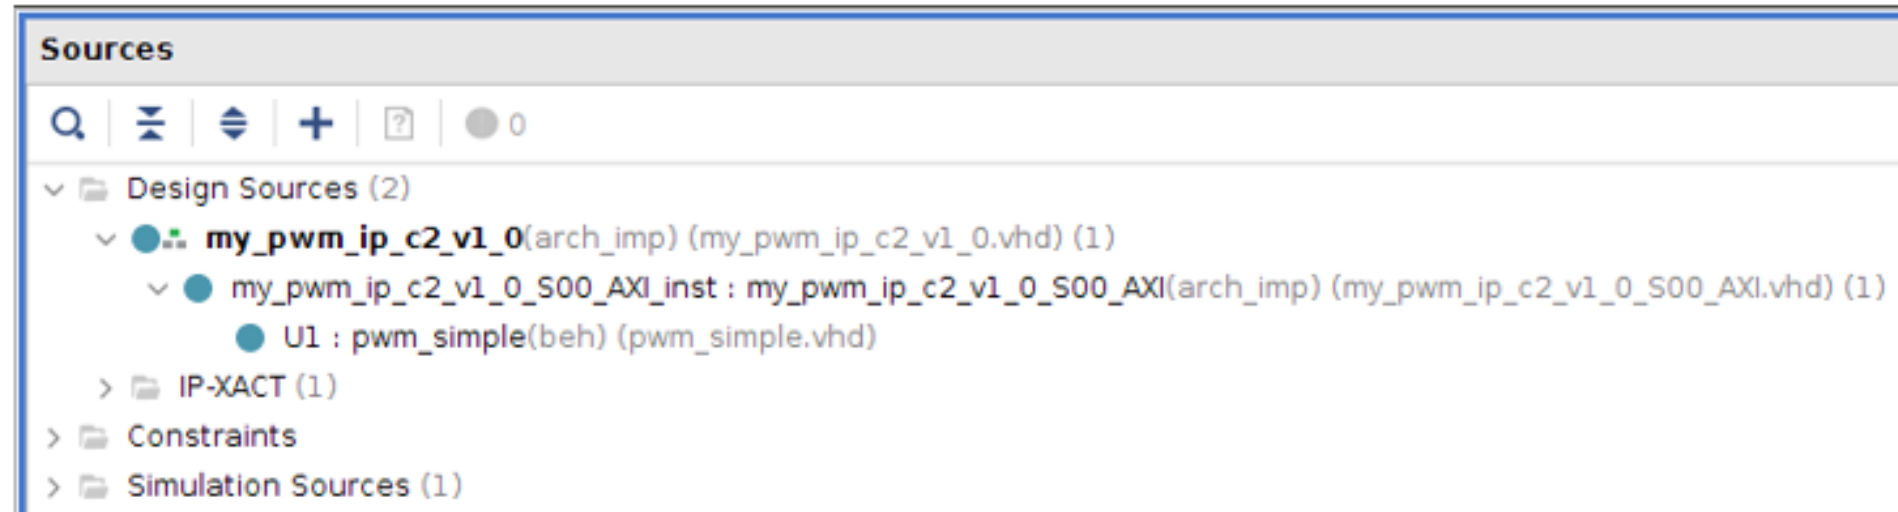 Sources
0
Design Sources (2)
my_pwm_ip_c2_v1_0(arch_imp) (my_pwm_ip_c2_v1_0.vhd) (1)
my_pwm_ip_c2_v1_0_S00_AXI_inst : my_pwm_ip_c2_v1_0_S00_AXI(arch_imp) (my_pwm_ip_c2_v1_0_S00_AXI.vhd) (1)
U1 : pwm_simple(beh) (pwm_simple.vhd)
IP-XACT (1)
Constraints
Simulation Sources (1)